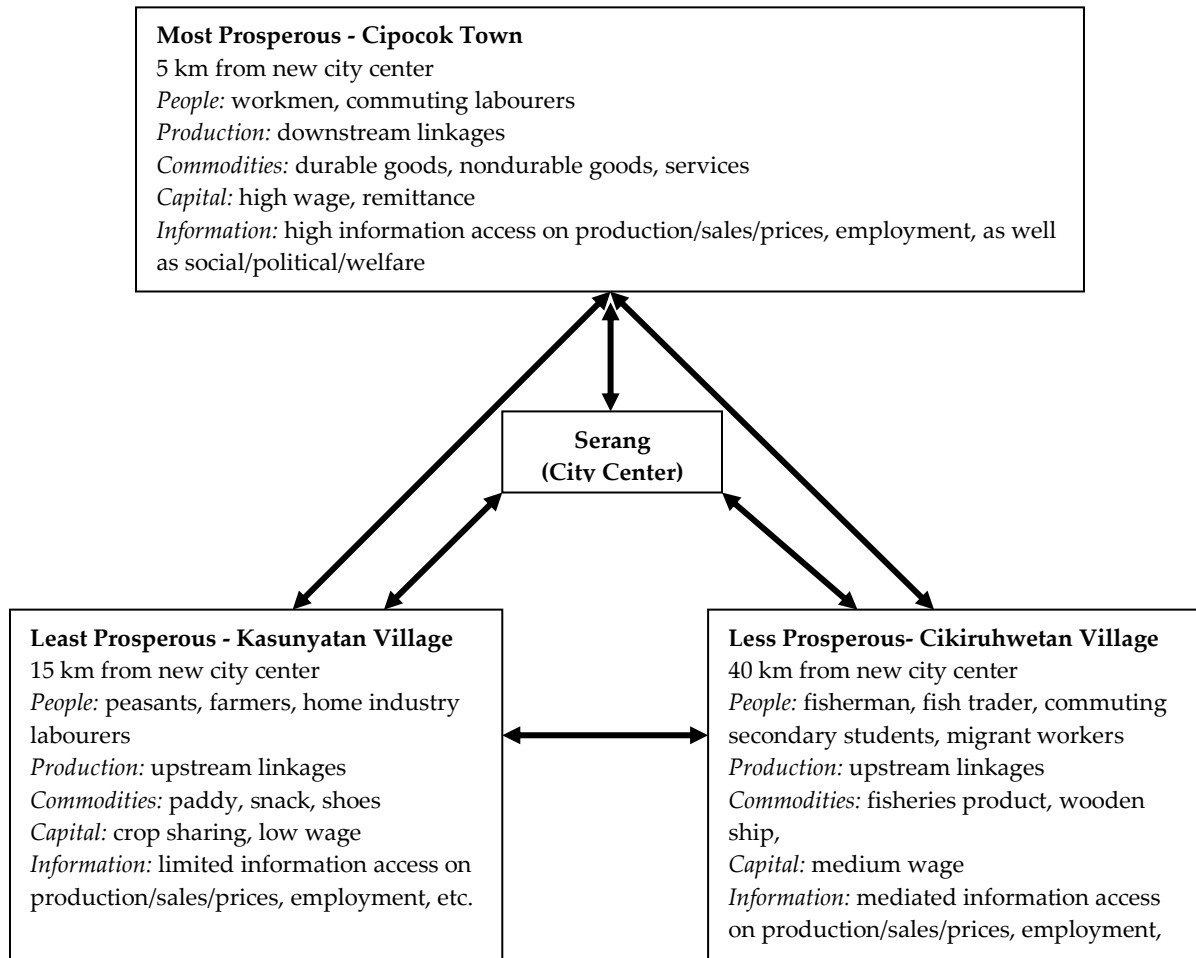 Most Prosperous - Cipocok Town
5 km from new city center
People: workmen, commuting labourers
Production: downstream linkages
Commodities: durable goods, nondurable goods, services
Capital: high wage, remittance
Information: high information access on production/sales/prices, employment, as well
as social/political/welfare
Serang
(City Center)
Least Prosperous - Kasunyatan Village
15 km from new city center
People: peasants, farmers, home industry
labourers
Production: upstream linkages
Commodities: paddy, snack, shoes
Capital: crop sharing, low wage
Information: limited information access on
production/sales/prices, employment, etc.
Less Prosperous- Cikiruhwetan Village
40 km from new city center
People: fisherman, fish trader, commuting
secondary students, migrant workers
Production: upstream linkages
Commodities: fisheries product, wooden
ship,
Capital: medium wage
Information: mediated information access
on production/sales/prices, employment,